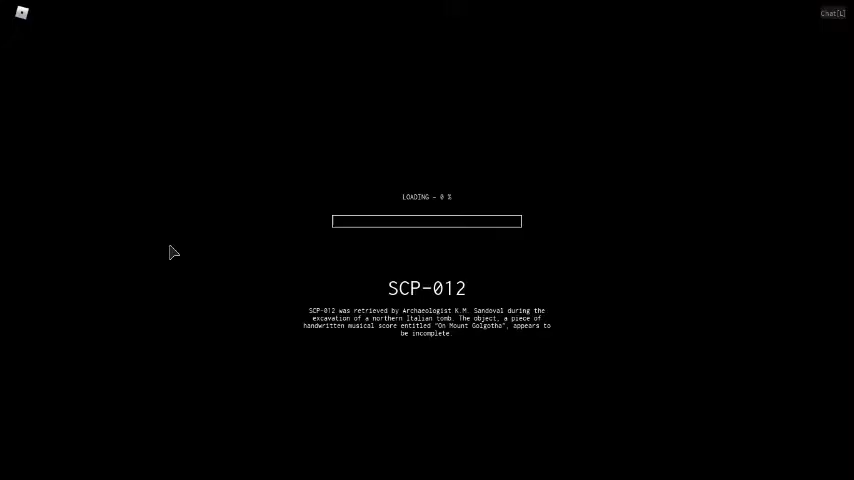 Chat[L]
LOADING - 0 %
SCP-012
SCP-012 was retrieved by Archaeologist K.M. Sandoval during the
excavation of a northern Italian tomb. The object, a piece of
handwritten musical score entitled "On Mount Golgotha", appears to
be incomplete.